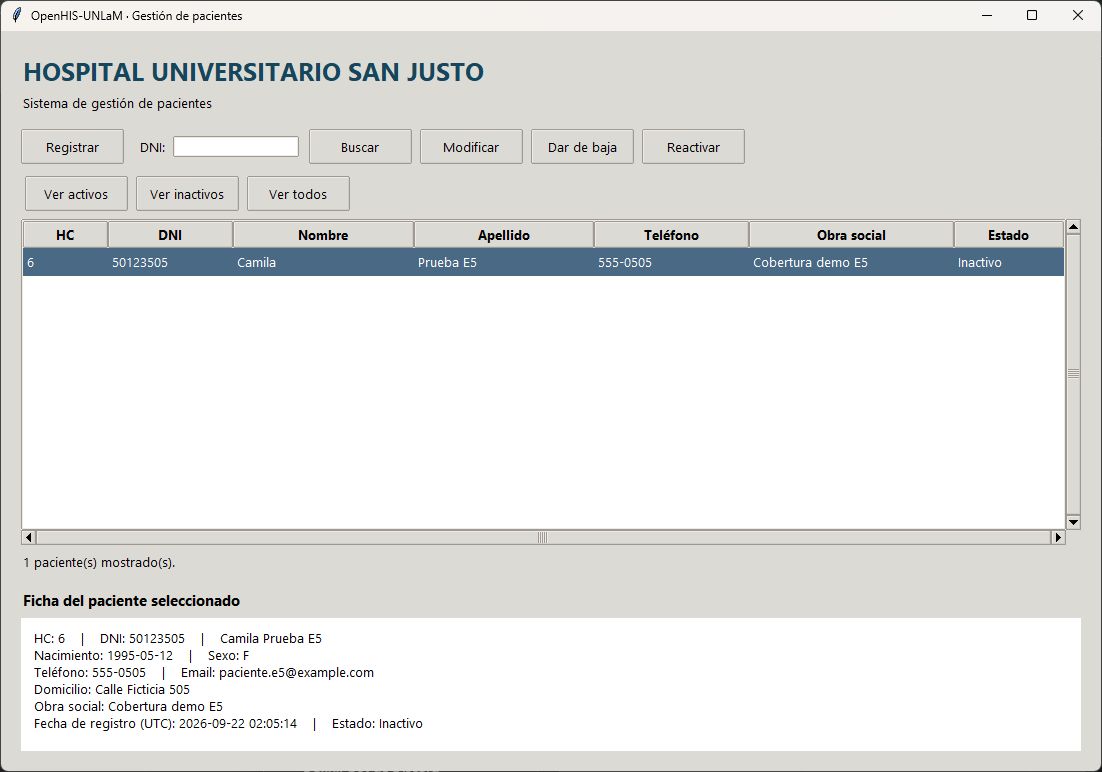 OpenHIS-UNLaM · Gestión de pacientes
HOSPITAL UNIVERSITARIO SAN JUSTO
Sistema de gestión de pacientes
Registrar DNI: Buscar Modificar Dar de baja Reactivar
Ver activos Ver inactivos Ver todos
HC DNI Nombre Apellido Teléfono Obra social Estado
6 50123505 Camila Prueba E5 555-0505 Cobertura demo E5 Inactivo
1 paciente(s) mostrado(s).
Ficha del paciente seleccionado
HC: 6 | DNI: 50123505 | Camila Prueba E5
Nacimiento: 1995-05-12 | Sexo: F
Teléfono: 555-0505 | Email: paciente.e5@example.com
Domicilio: Calle Ficticia 505
Obra social: Cobertura demo E5
Fecha de registro (UTC): 2026-09-22 02:05:14 | Estado: Inactivo